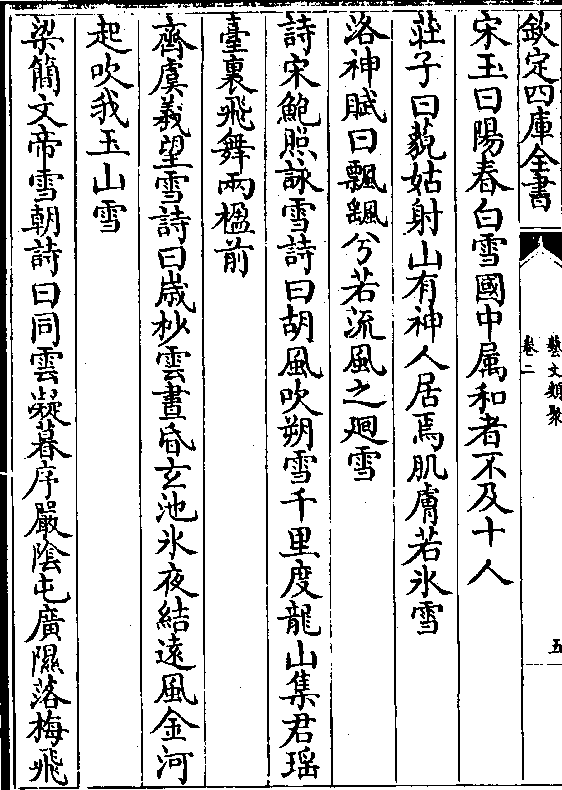 欽定四庫全書
藝文類聚
卷二
五
宋玉曰陽春白雪國中属和者不及十人
莊子曰藐姑射山有神人居焉肌膚若氷雪
洛神賦曰飄颻兮若流風之廻雪
詩宋鮑照詠雪詩曰胡風吹朔雪千里度龍山集君瑶
臺裏飛舞兩楹前
齊虞羲望雪詩曰歳杪雲晝昏玄池氷夜結逺風金河
起吹我玉山雪
梁簡文帝雪朝詩曰同雲凝暮序嚴隂屯廣隰落梅飛